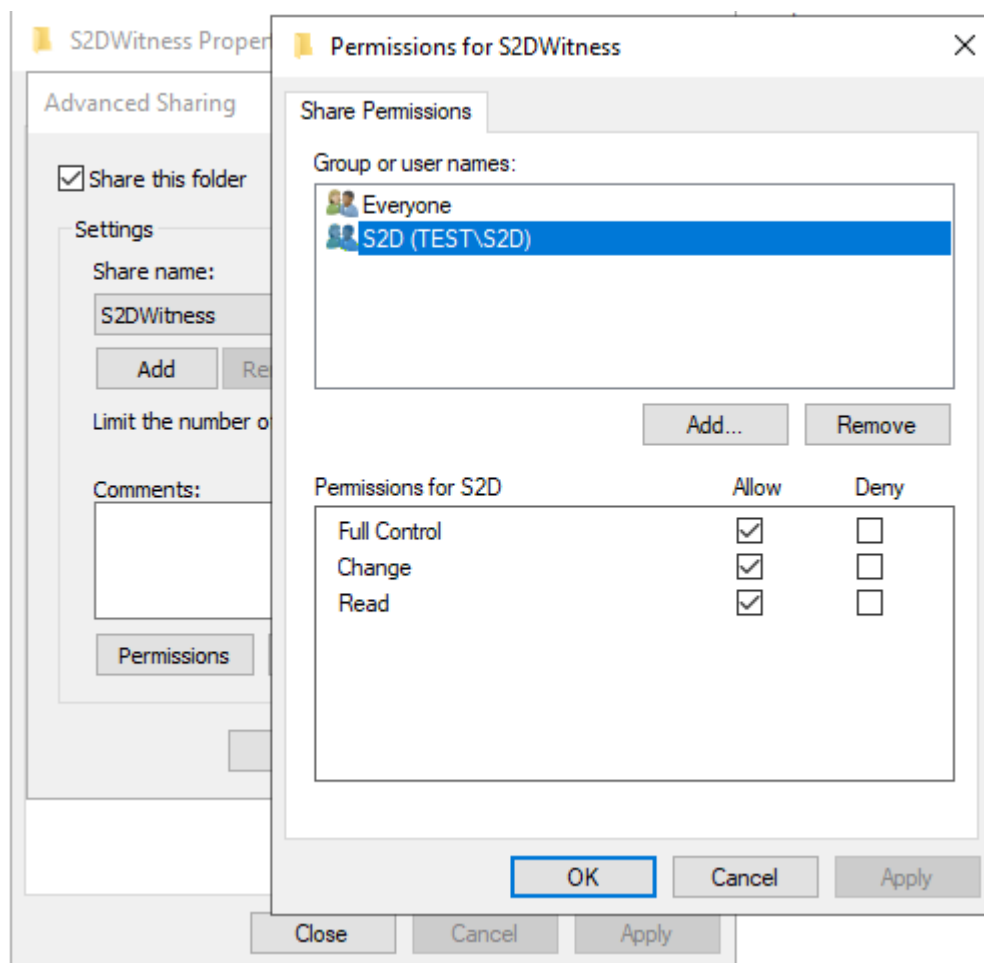 S2DWitness Propert
Permissions for S2DWitness
Advanced Sharing
Share Permissions
Share this folder
Group or user names:
Everyone
S2D (TEST\S2D)
Settings
Share name:
S2DWitness
Add
Add...
Remove
Limit the number
Comments:
Permissions for S2D
Allow
Deny
Full Control
Change
Read
Permissions
OK
Cancel
Apply
Close
Cancel
Apply